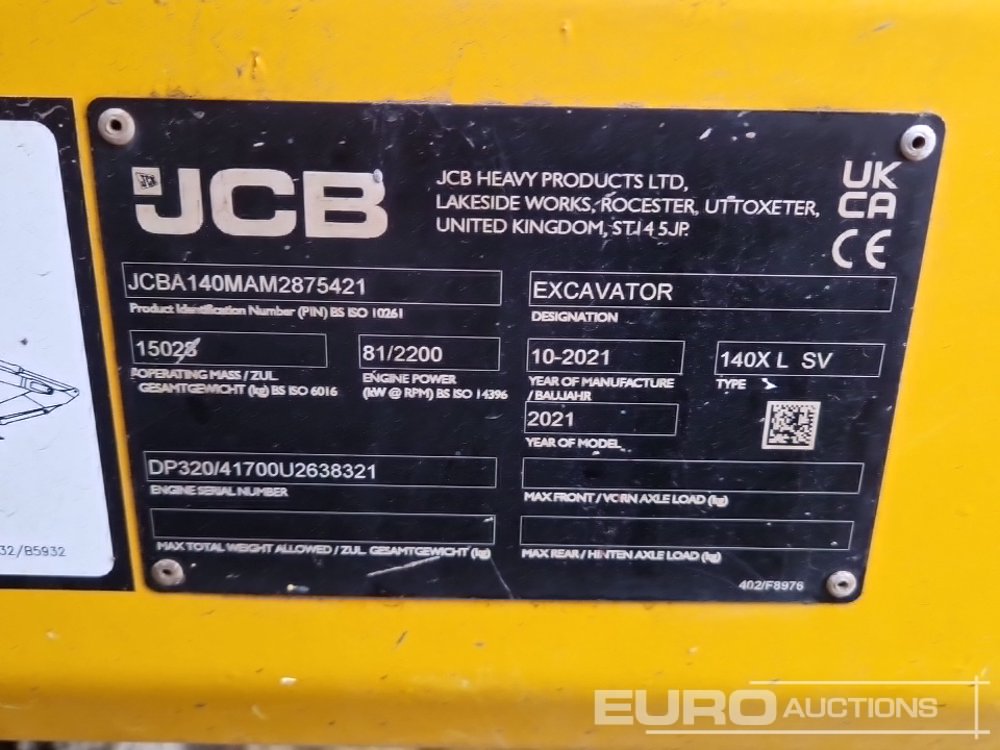 JCB
JCB HEAVY PRODUCTS LTD,
LAKESIDE WORKS, ROCESTER, UTTOXETER,
UNITED KINGDOM, ST14 5JP.
UK
CA
CE
JCBA140MAM2875421
Product Identification Number (PIN) BS ISO 10261
EXCAVATOR
DESIGNATION
15028
OPERATING MASS / ZUL.
GESAMTGEWICHT (kg) BS ISO 6016
81/2200
ENGINE POWER
(kW @ RPM) BS ISO 14396
10-2021
YEAR OF MANUFACTURE
/ BAUJAHR
140X L SV
TYPE
2021
YEAR OF MODEL
DP320/41700U2638321
ENGINE SERIAL NUMBER
MAX FRONT / VORN AXLE LOAD (kg)
MAX TOTAL WEIGHT ALLOWED / ZUL. GESAMTGEWICHT (kg)
MAX REAR / HINTEN AXLE LOAD (kg)
402/F8976
32/B5932
EURO AUCTIONS